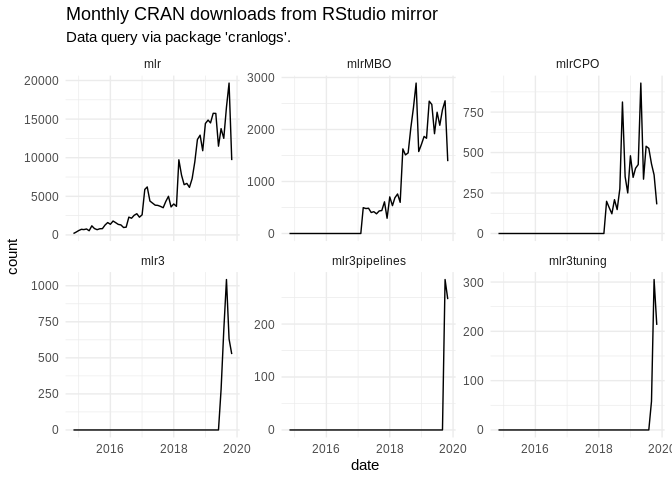 Monthly CRAN downloads from RStudio mirror
Data query via package 'cranlogs'.
mlr
mlrMBO
mlrCPO
20000
15000
10000
5000
0
3000
2000
1000
0
750
500
250
0
count
mlr3
mlr3pipelines
mlr3tuning
1000
750
500
250
0
200
100
0
300
200
100
0
2016 2018 2020
2016 2018 2020
2016 2018 2020
date